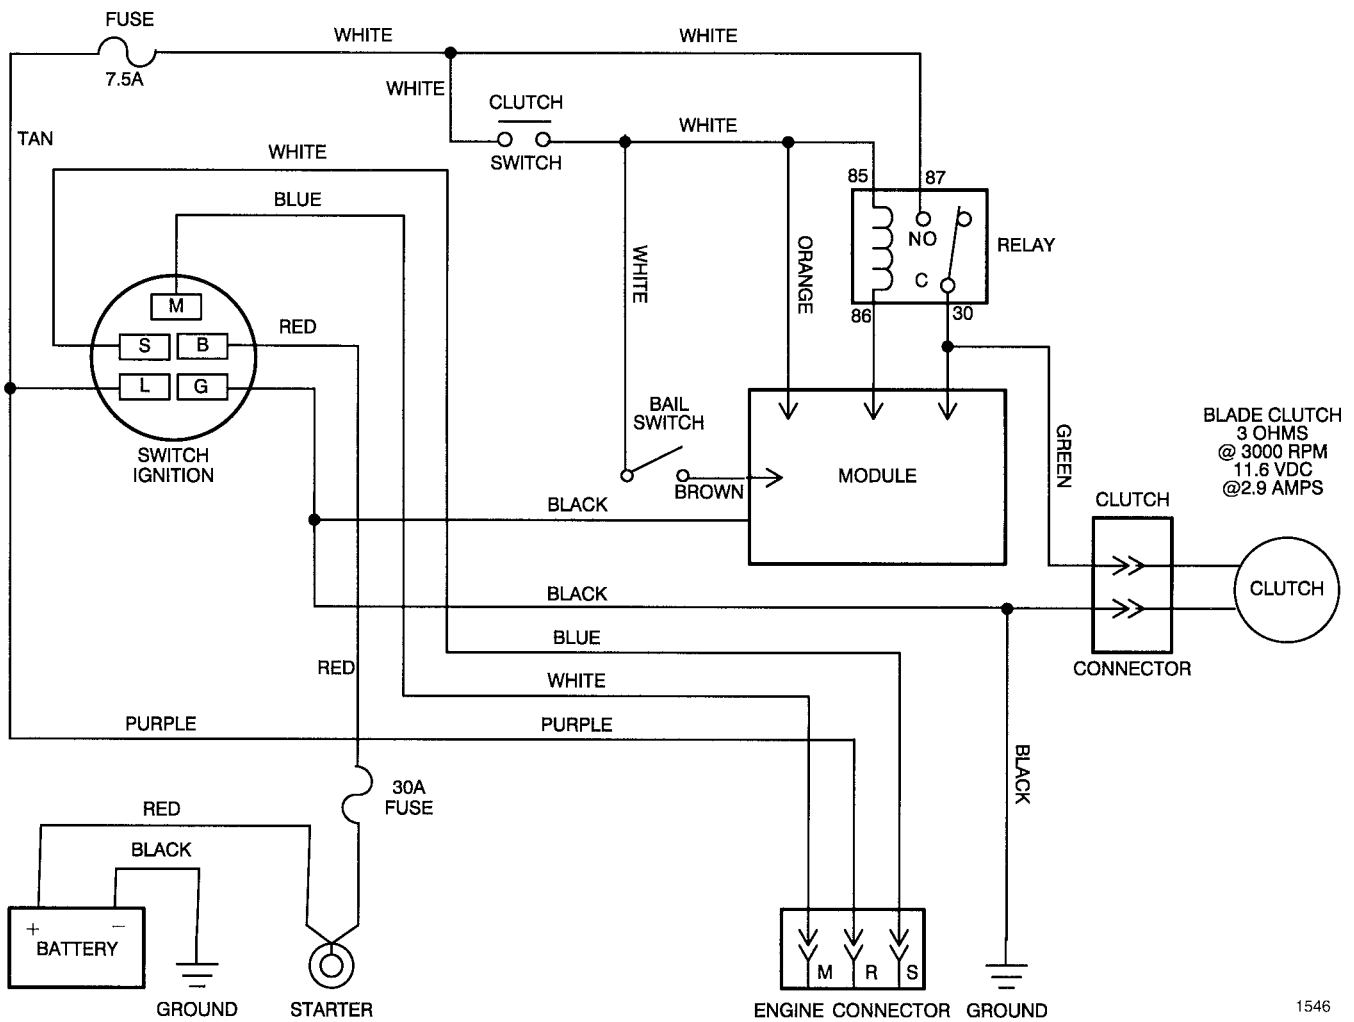 FUSE
7.5A
WHITE
WHITE
WHITE
CLUTCH
SWITCH
WHITE
TAN
WHITE
BLUE
85
87
NO
C
RELAY
86
30
WHITE
ORANGE
M
S
B
L
G
RED
SWITCH
IGNITION
BAIL
SWITCH
BROWN
MODULE
GREEN
BLADE CLUTCH
3 OHMS
@ 3000 RPM
11.6 VDC
@2.9 AMPS
CLUTCH
CONNECTOR
CLUTCH
BLACK
BLACK
BLUE
RED
WHITE
PURPLE
PURPLE
BLACK
30A
FUSE
RED
BLACK
+
−
BATTERY
GROUND
STARTER
M
R
S
ENGINE CONNECTOR
GROUND
1546